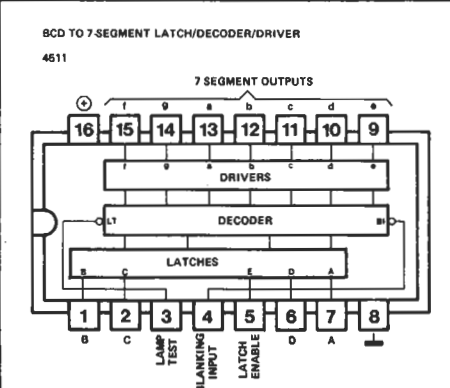 BCD TO 7-SEGMENT LATCH/DECODER/DRIVER
4511
7 SEGMENT OUTPUTS
+ f g a b c d e
16 15 14 13 12 11 10 9
f g a b c d e
DRIVERS
LT DECODER BI
LATCHES
B C E D A
1 2 3 4 5 6 7 8
B C LAMP TEST BLANKING INPUT LATCH ENABLE D A